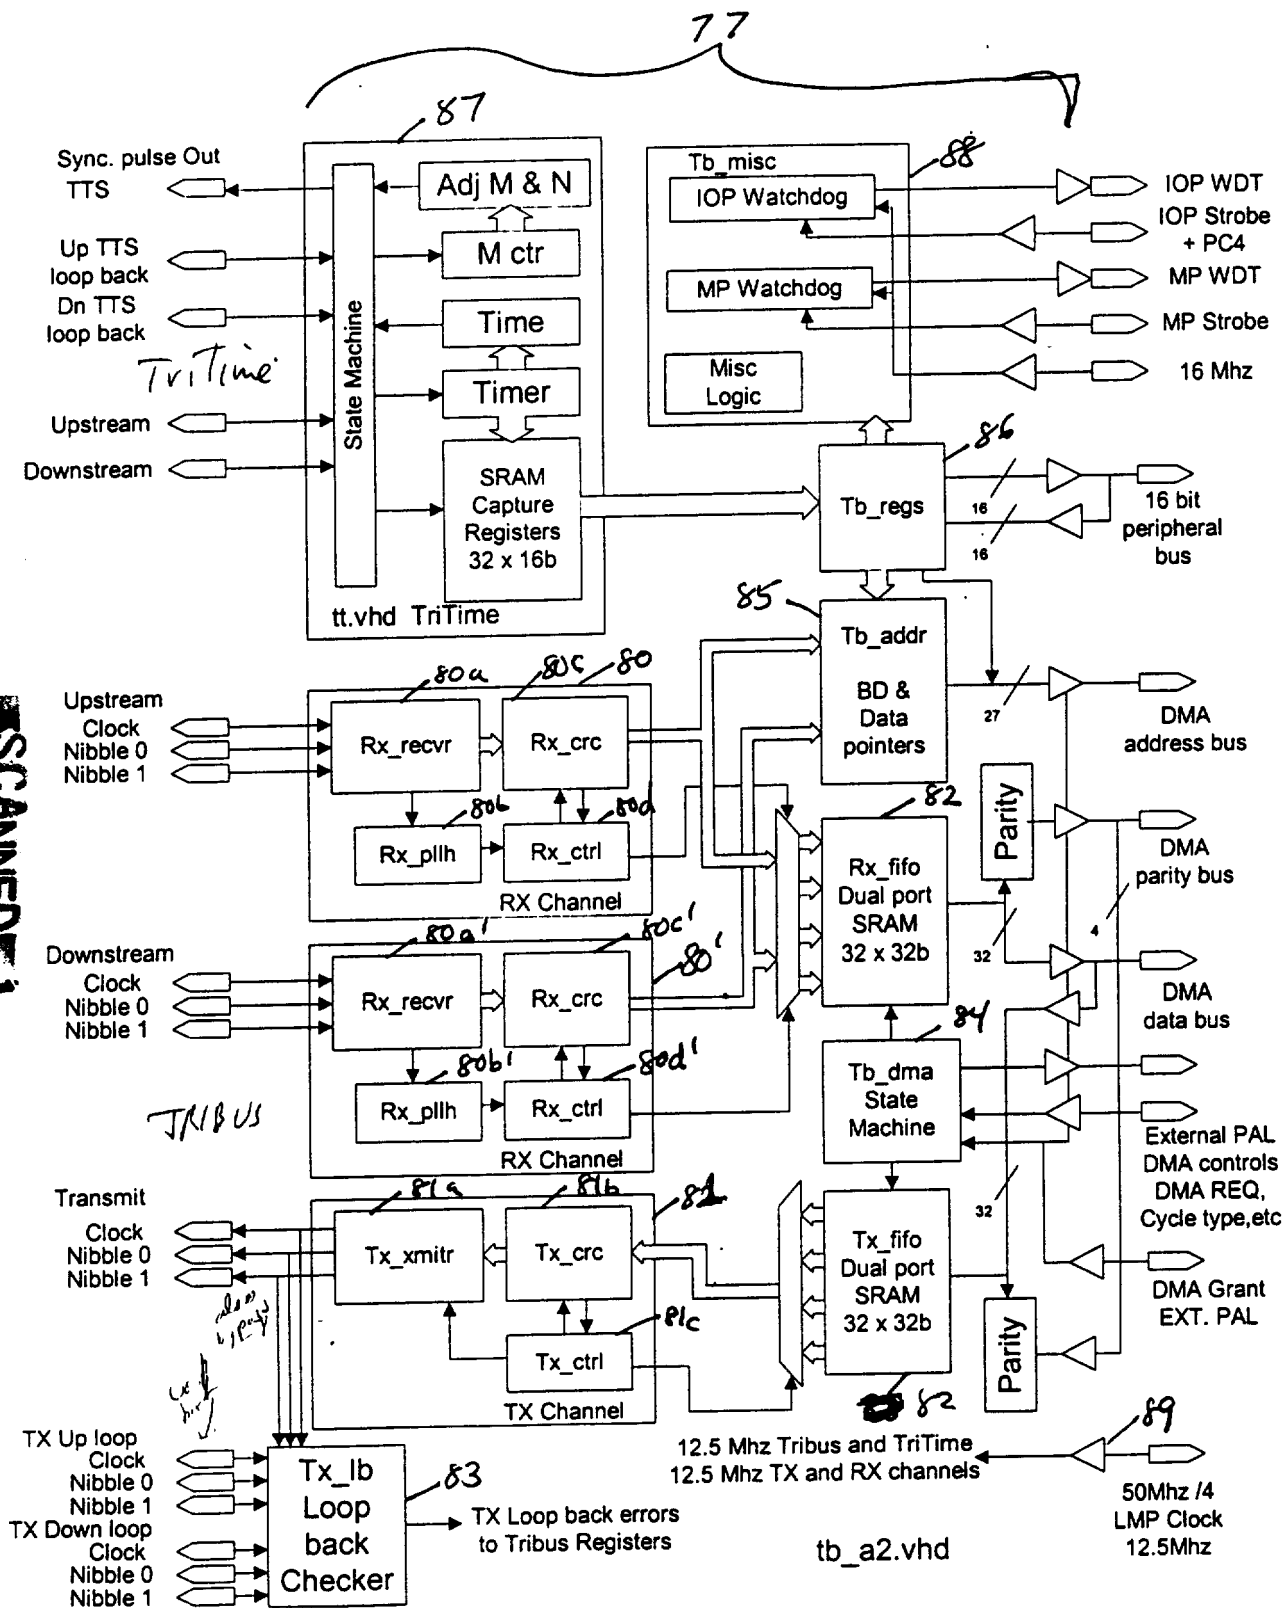 77
87
Sync. pulse Out
TTS
Up TTS
loop back
Dn TTS
loop back
TriTime
Upstream
Downstream
State Machine
Adj M & N
M ctr
Time
Timer
SRAM
Capture
Registers
32 x 16b
tt.vhd TriTime
Tb_misc
88
IOP Watchdog
MP Watchdog
Misc
Logic
IOP WDT
IOP Strobe
+ PC4
MP WDT
MP Strobe
16 Mhz
86
Tb_regs
16
16
16 bit
peripheral
bus
85
Tb_addr
BD &
Data
pointers
27
DMA
address bus
SCANNED
Upstream
Clock
Nibble 0
Nibble 1
80a
80c
80
Rx_recvr
Rx_crc
80b
80d
Rx_pllh
Rx_ctrl
RX Channel
82
Rx_fifo
Dual port
SRAM
32 x 32b
Parity
DMA
parity bus
4
32
DMA
data bus
Downstream
Clock
Nibble 0
Nibble 1
80a'
80c'
80'
Rx_recvr
Rx_crc
80b'
80d'
Rx_pllh
Rx_ctrl
RX Channel
TRIBUS
84
Tb_dma
State
Machine
External PAL
DMA controls
DMA REQ,
Cycle type,etc
32
Transmit
Clock
Nibble 0
Nibble 1
81a
81b
81
Tx_xmitr
Tx_crc
81c
Tx_ctrl
TX Channel
Tx_fifo
Dual port
SRAM
32 x 32b
82
Parity
DMA Grant
EXT. PAL
TX Up loop
Clock
Nibble 0
Nibble 1
TX Down loop
Clock
Nibble 0
Nibble 1
Tx_lb
Loop
back
Checker
83
TX Loop back errors
to Tribus Registers
12.5 Mhz Tribus and TriTime
12.5 Mhz TX and RX channels
89
50Mhz /4
LMP Clock
12.5Mhz
tb_a2.vhd